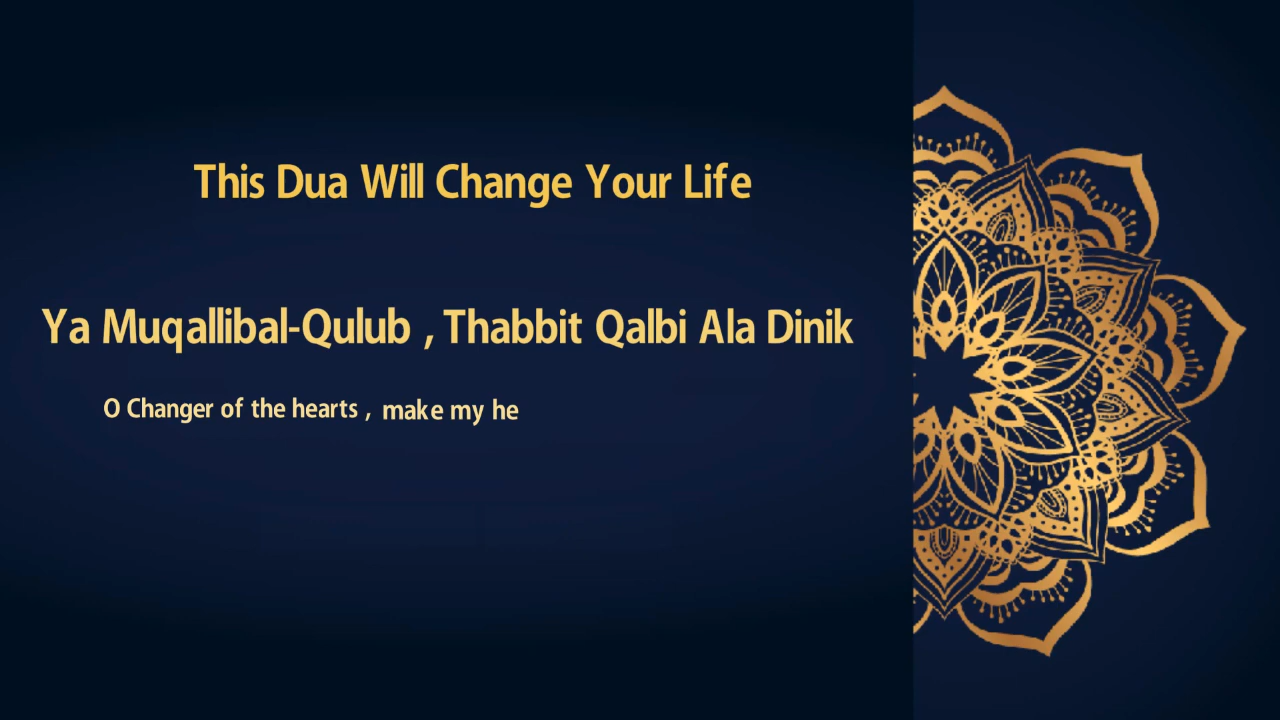 This Dua Will Change Your Life
Ya Muqallibal-Qulub , Thabbit Qalbi Ala Dinik
O Changer of the hearts , make my he